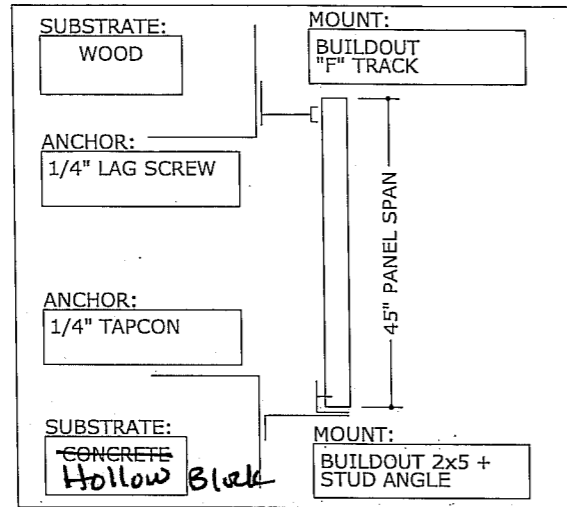 SUBSTRATE:
WOOD
MOUNT:
BUILDOUT
"F" TRACK
ANCHOR:
1/4" LAG SCREW
45" PANEL SPAN
ANCHOR:
1/4" TAPCON
SUBSTRATE:
CONCRETE
Hollow Block
MOUNT:
BUILDOUT 2x5 +
STUD ANGLE